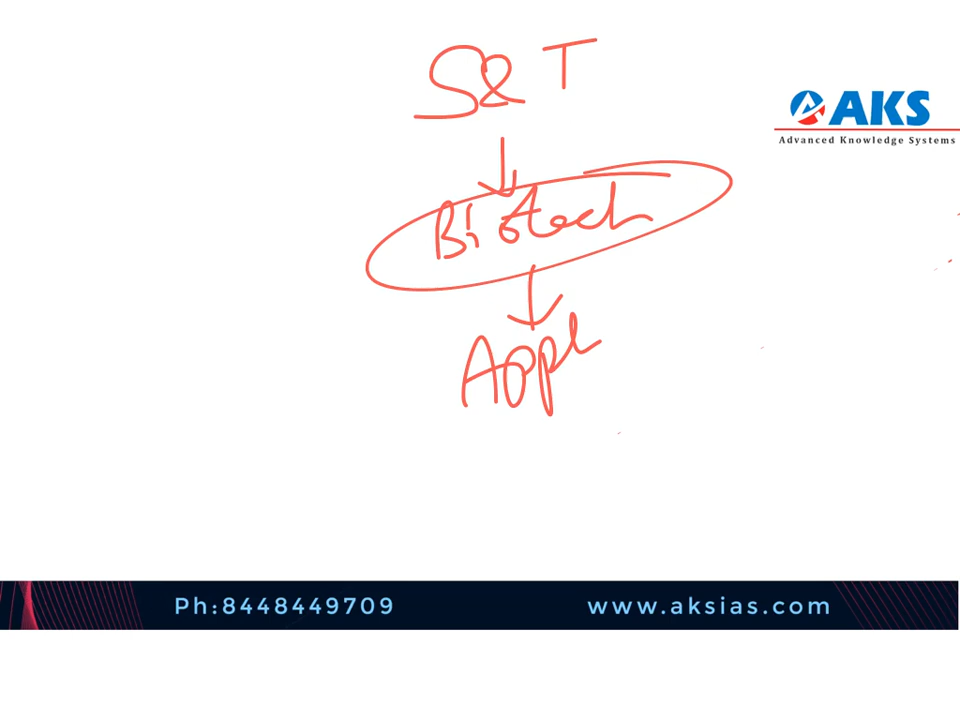 S& T
AKS
Advanced Knowledge Systems
Biotech
Appl
Ph:8448449709
www.aksias.com